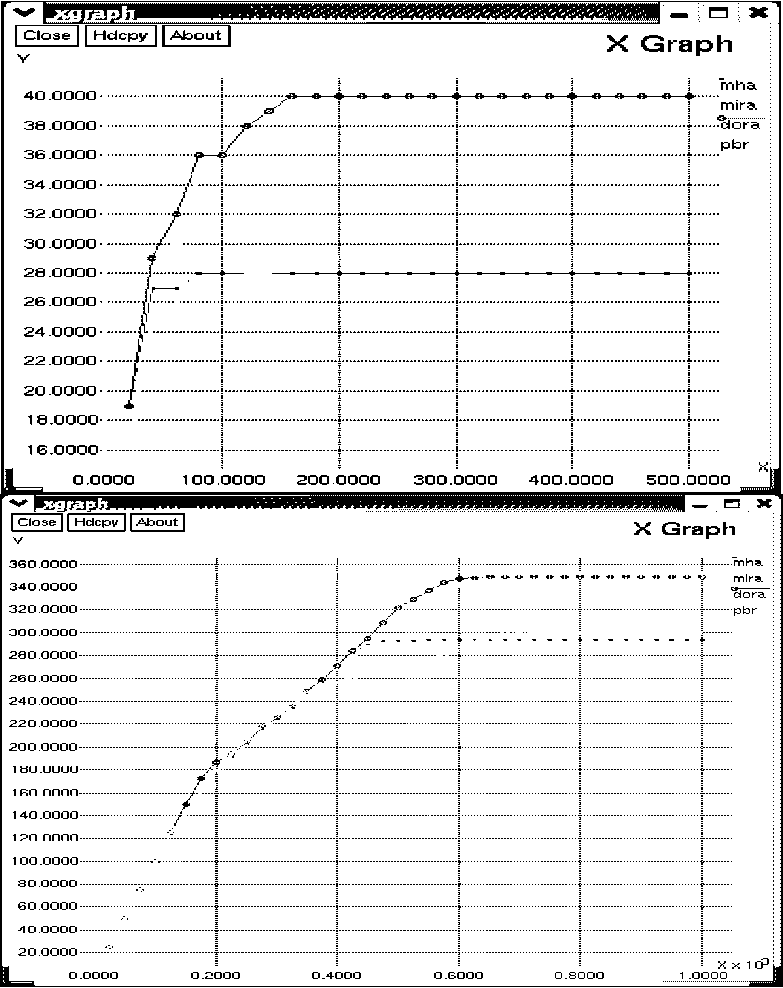 xgraph
Close Hdcpy About
X Graph
Y
mha
mira
dora
pbr
40.0000
38.0000
36.0000
34.0000
32.0000
30.0000
28.0000
26.0000
24.0000
22.0000
20.0000
18.0000
16.0000
X
0.0000 100.0000 200.0000 300.0000 400.0000 500.0000
xgraph
Close Hdcpy About
X Graph
Y
mha
mira
dora
pbr
360.0000
340.0000
320.0000
300.0000
280.0000
260.0000
240.0000
220.0000
200.0000
180.0000
160.0000
140.0000
120.0000
100.0000
80.0000
60.0000
40.0000
20.0000
X x 10³
0.0000 0.2000 0.4000 0.6000 0.8000 1.0000